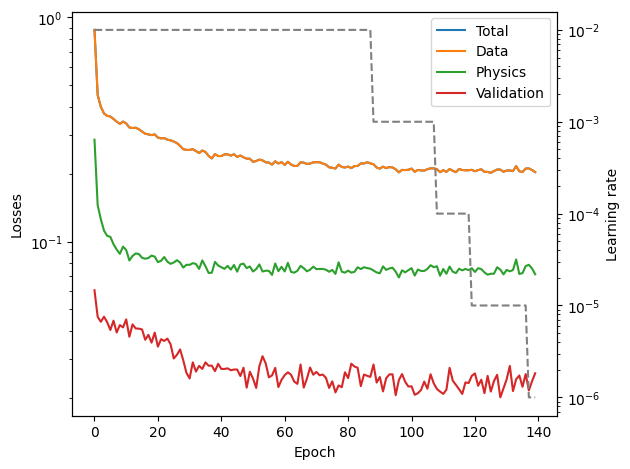 Total
Data
Physics
Validation
Losses
10⁰
10⁻¹
10⁻²
10⁻³
10⁻⁴
10⁻⁵
10⁻⁶
Learning rate
0 20 40 60 80 100 120 140
Epoch